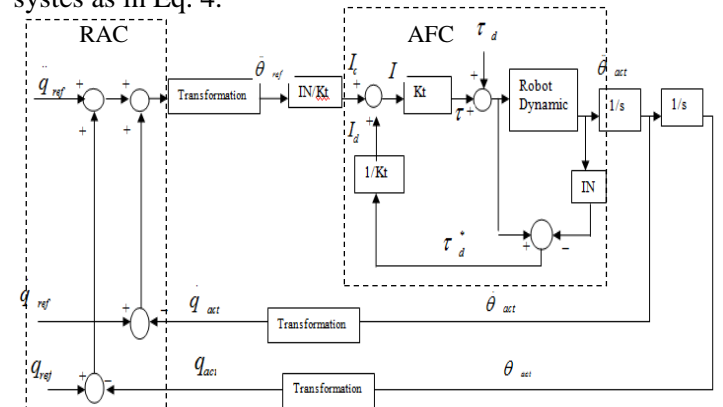 systes as in Eq. 4.
RAC
AFC
τ d
q̈ ref
θ̈ ref
I c
I
θ̈ act
+
+
+
+
+
+
+
+
Transformation
IN/Kt
Kt
τ
+
+
Robot
Dynamic
1/s
1/s
I d
1/Kt
IN
τ * d
+
−
q̇ ref
+
−
q̇ act
Transformation
θ̇ act
q ref
+
−
q act
Transformation
θ act